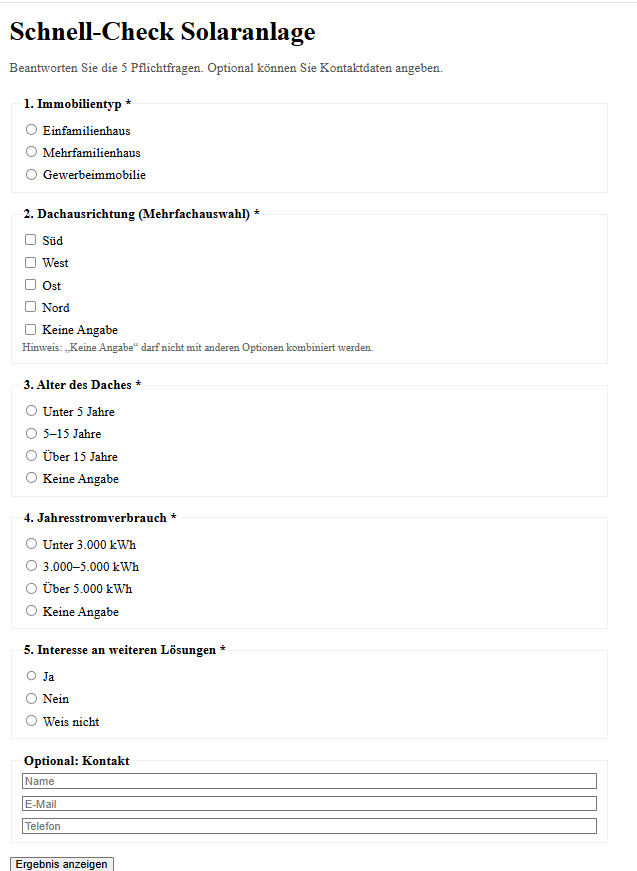 Schnell-Check Solaranlage
Beantworten Sie die 5 Pflichtfragen. Optional können Sie Kontaktdaten angeben.
1. Immobilientyp *
Einfamilienhaus
Mehrfamilienhaus
Gewerbeimmobilie
2. Dachausrichtung (Mehrfachauswahl) *
Süd
West
Ost
Nord
Keine Angabe
Hinweis: „Keine Angabe“ darf nicht mit anderen Optionen kombiniert werden.
3. Alter des Daches *
Unter 5 Jahre
5–15 Jahre
Über 15 Jahre
Keine Angabe
4. Jahresstromverbrauch *
Unter 3.000 kWh
3.000–5.000 kWh
Über 5.000 kWh
Keine Angabe
5. Interesse an weiteren Lösungen *
Ja
Nein
Weis nicht
Optional: Kontakt
Name
E-Mail
Telefon
Ergebnis anzeigen